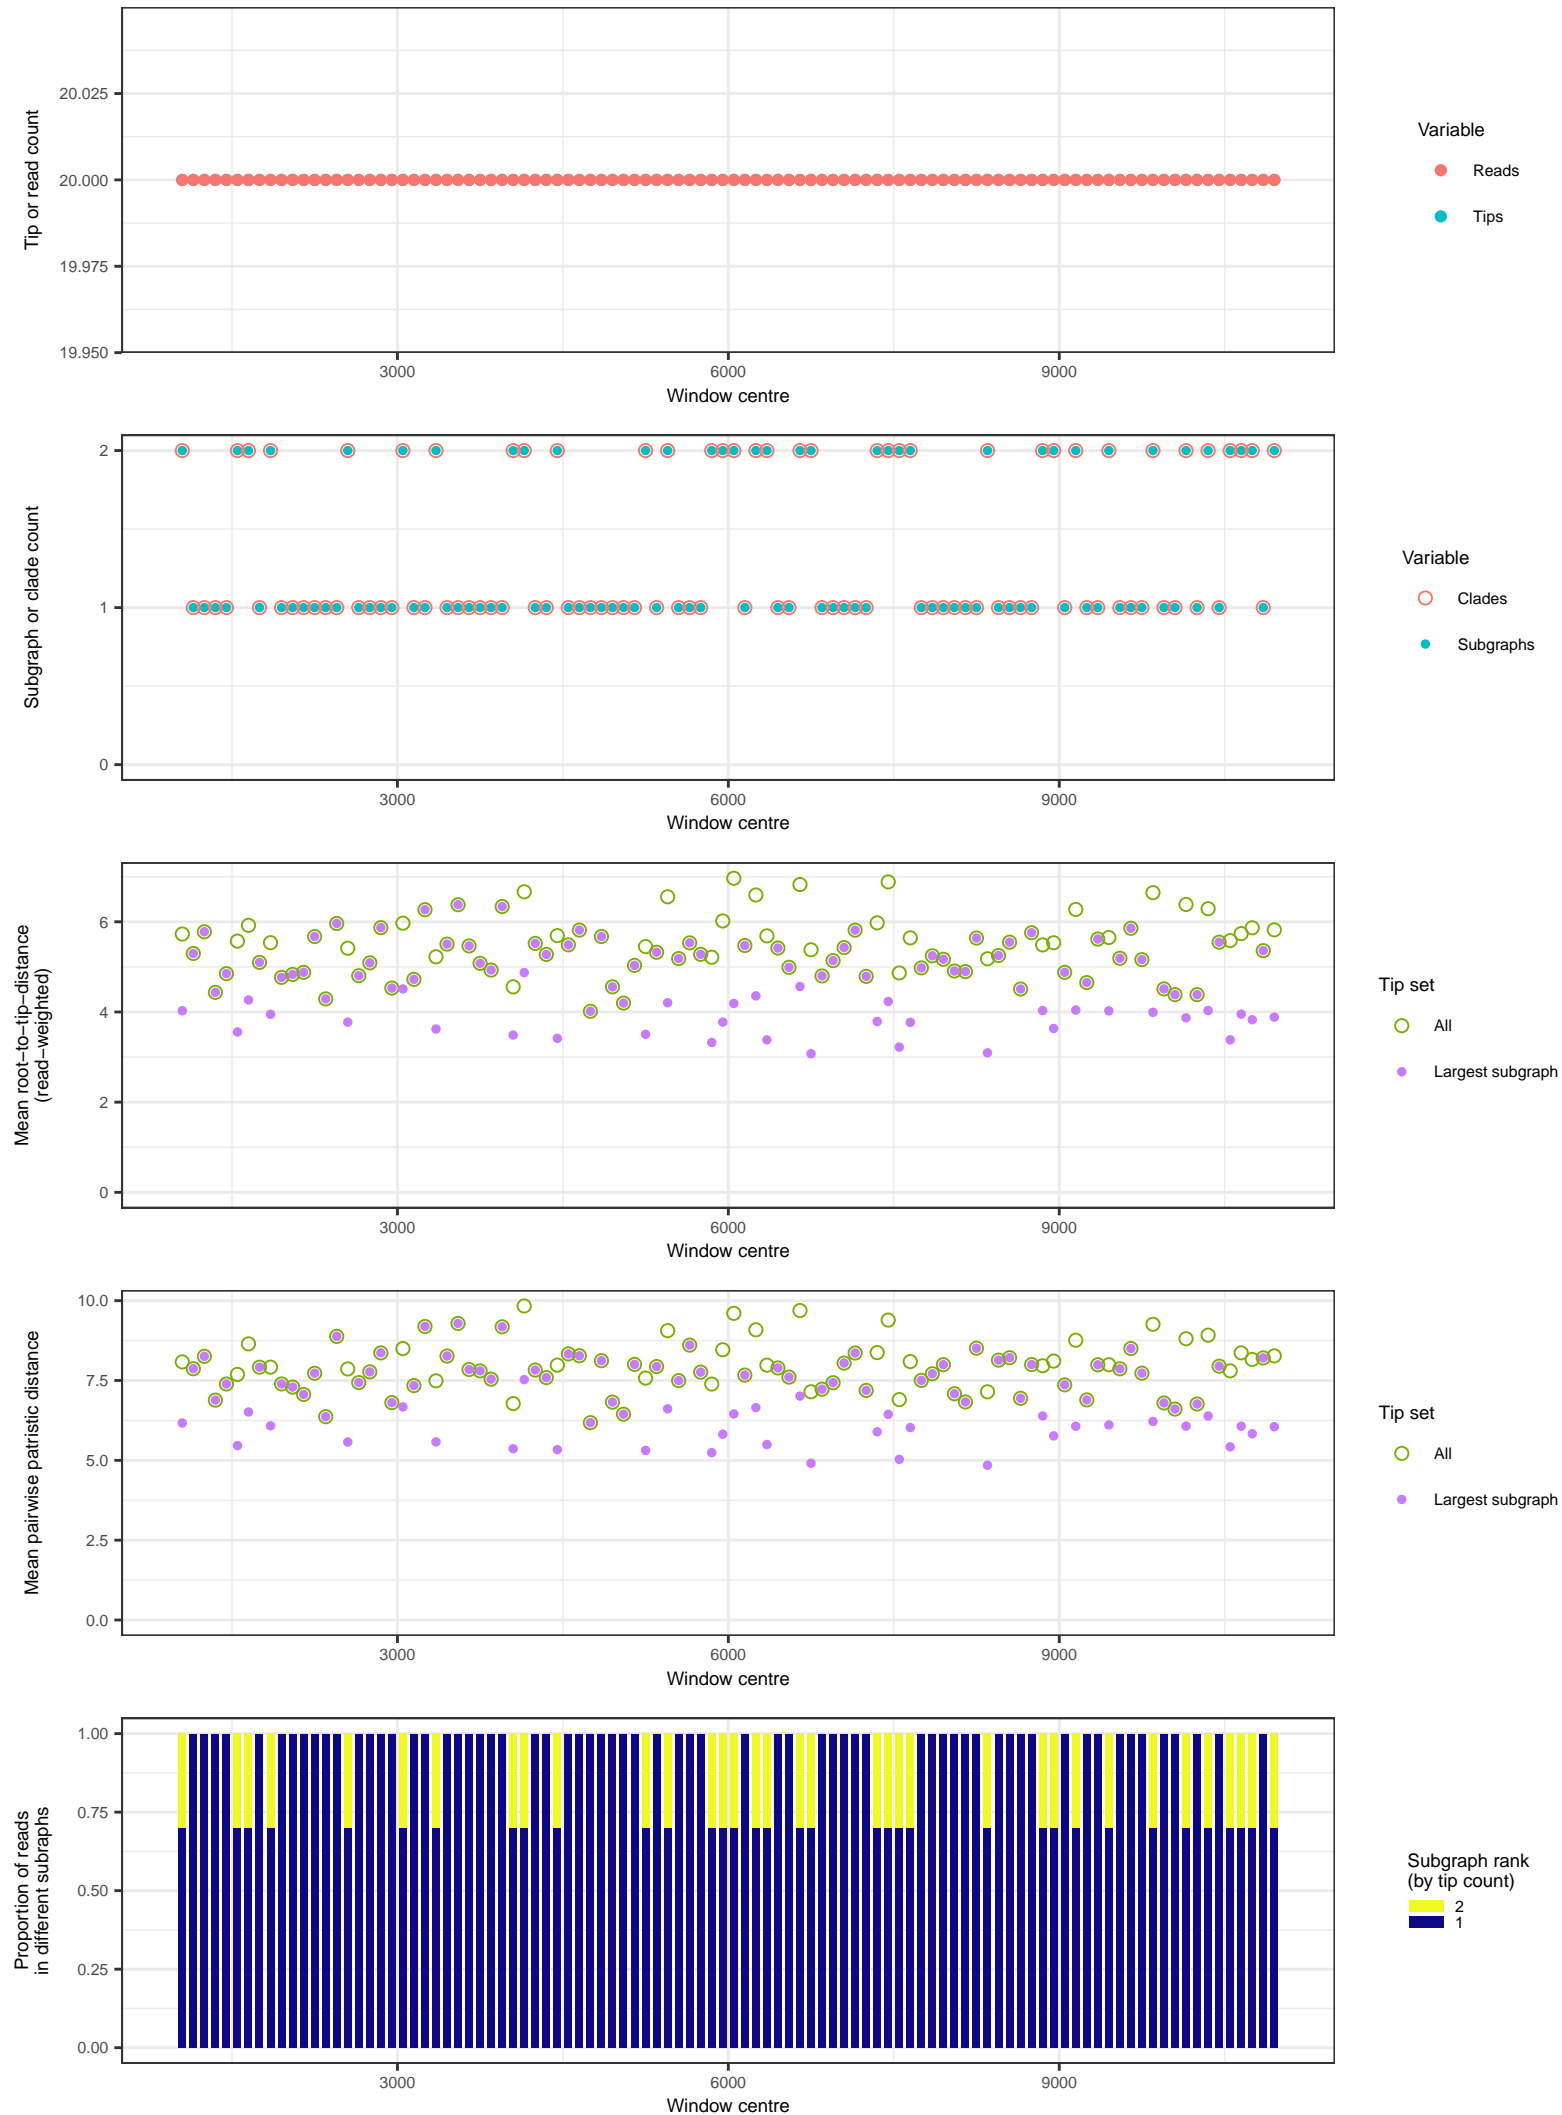 20.025
20.000
19.975
19.950
Tip or read count
3000
6000
9000
Window centre
Variable
Reads
Tips
2
1
0
Subgraph or clade count
3000
6000
9000
Window centre
Variable
Clades
Subgraphs
6
4
2
0
Mean root−to−tip−distance
(read−weighted)
3000
6000
9000
Window centre
Tip set
All
Largest subgraph
10.0
7.5
5.0
2.5
0.0
Mean pairwise patristic distance
3000
6000
9000
Window centre
Tip set
All
Largest subgraph
1.00
0.75
0.50
0.25
0.00
Proportion of reads
in different subraphs
3000
6000
9000
Window centre
Subgraph rank
(by tip count)
2
1